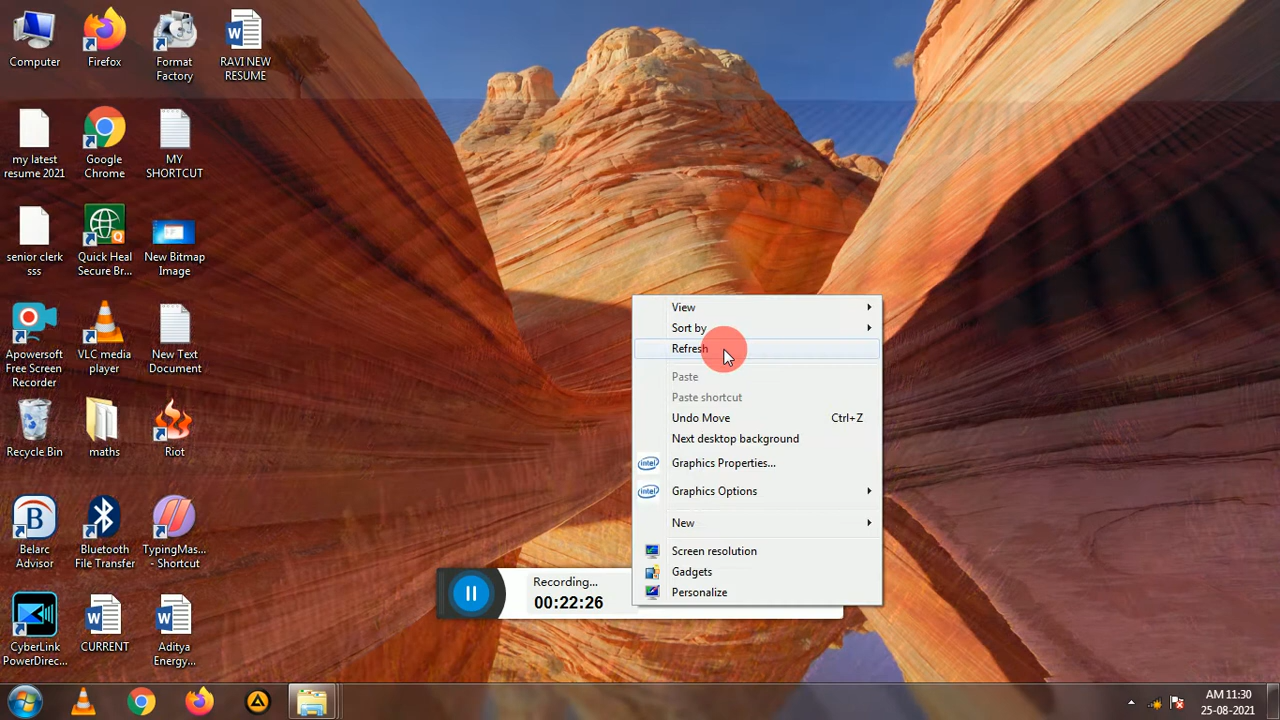 Computer
Firefox
Format
Factory
RAVI NEW
RESUME
my latest
resume 2021
Google
Chrome
MY
SHORTCUT
senior clerk
sss
Quick Heal
Secure Br...
New Bitmap
Image
Apowersoft
Free Screen
Recorder
VLC media
player
New Text
Document
Recycle Bin
maths
Riot
Belarc
Advisor
Bluetooth
File Transfer
TypingMas...
- Shortcut
CyberLink
PowerDirec...
CURRENT
Aditya
Energy...
View
Sort by
Refresh
Paste
Paste shortcut
Undo Move Ctrl+Z
Next desktop background
intel Graphics Properties...
intel Graphics Options
New
Screen resolution
Gadgets
Personalize
Recording...
00:22:26
AM 11:30
25-08-2021